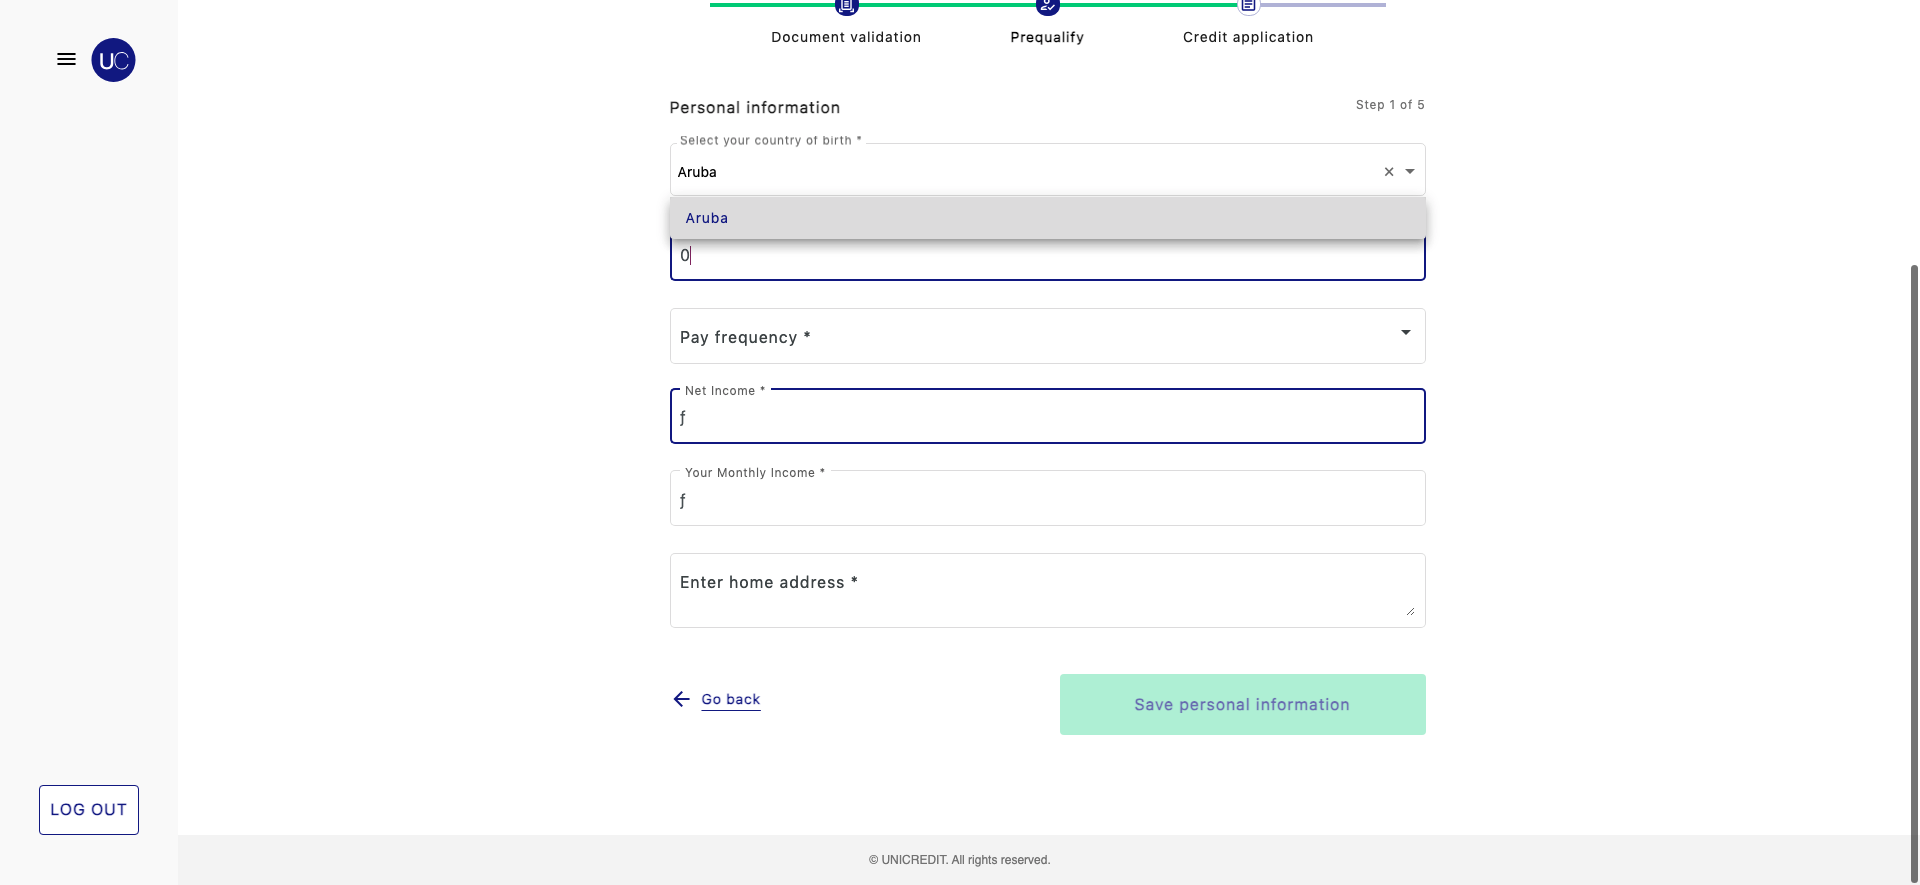 UC
Document validation
Prequalify
Credit application
Personal information
Step 1 of 5
Select your country of birth *
Aruba
Aruba
0
Pay frequency *
Net Income *
ƒ
Your Monthly Income *
ƒ
Enter home address *
Go back
Save personal information
LOG OUT
© UNICREDIT. All rights reserved.